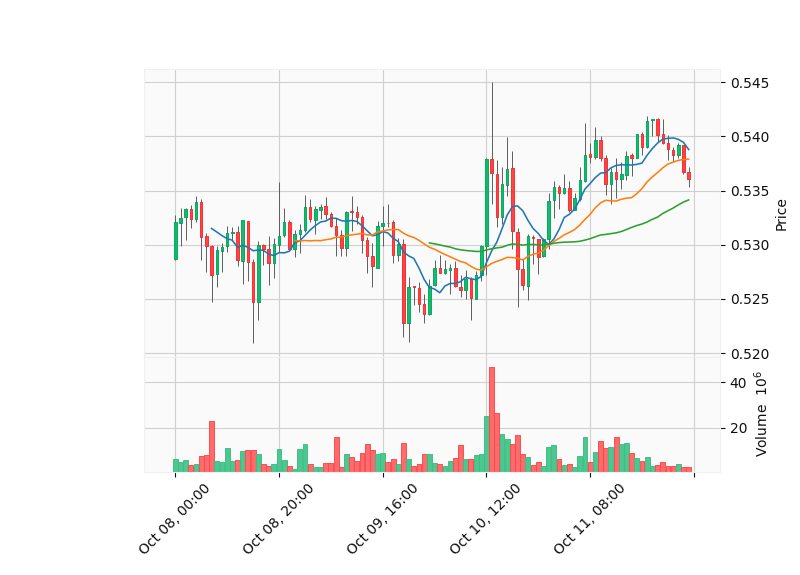 0.545
0.540
0.535
0.530
0.525
0.520
Price
40
20
Volume 10^6
Oct 08, 00:00
Oct 08, 20:00
Oct 09, 16:00
Oct 10, 12:00
Oct 11, 08:00